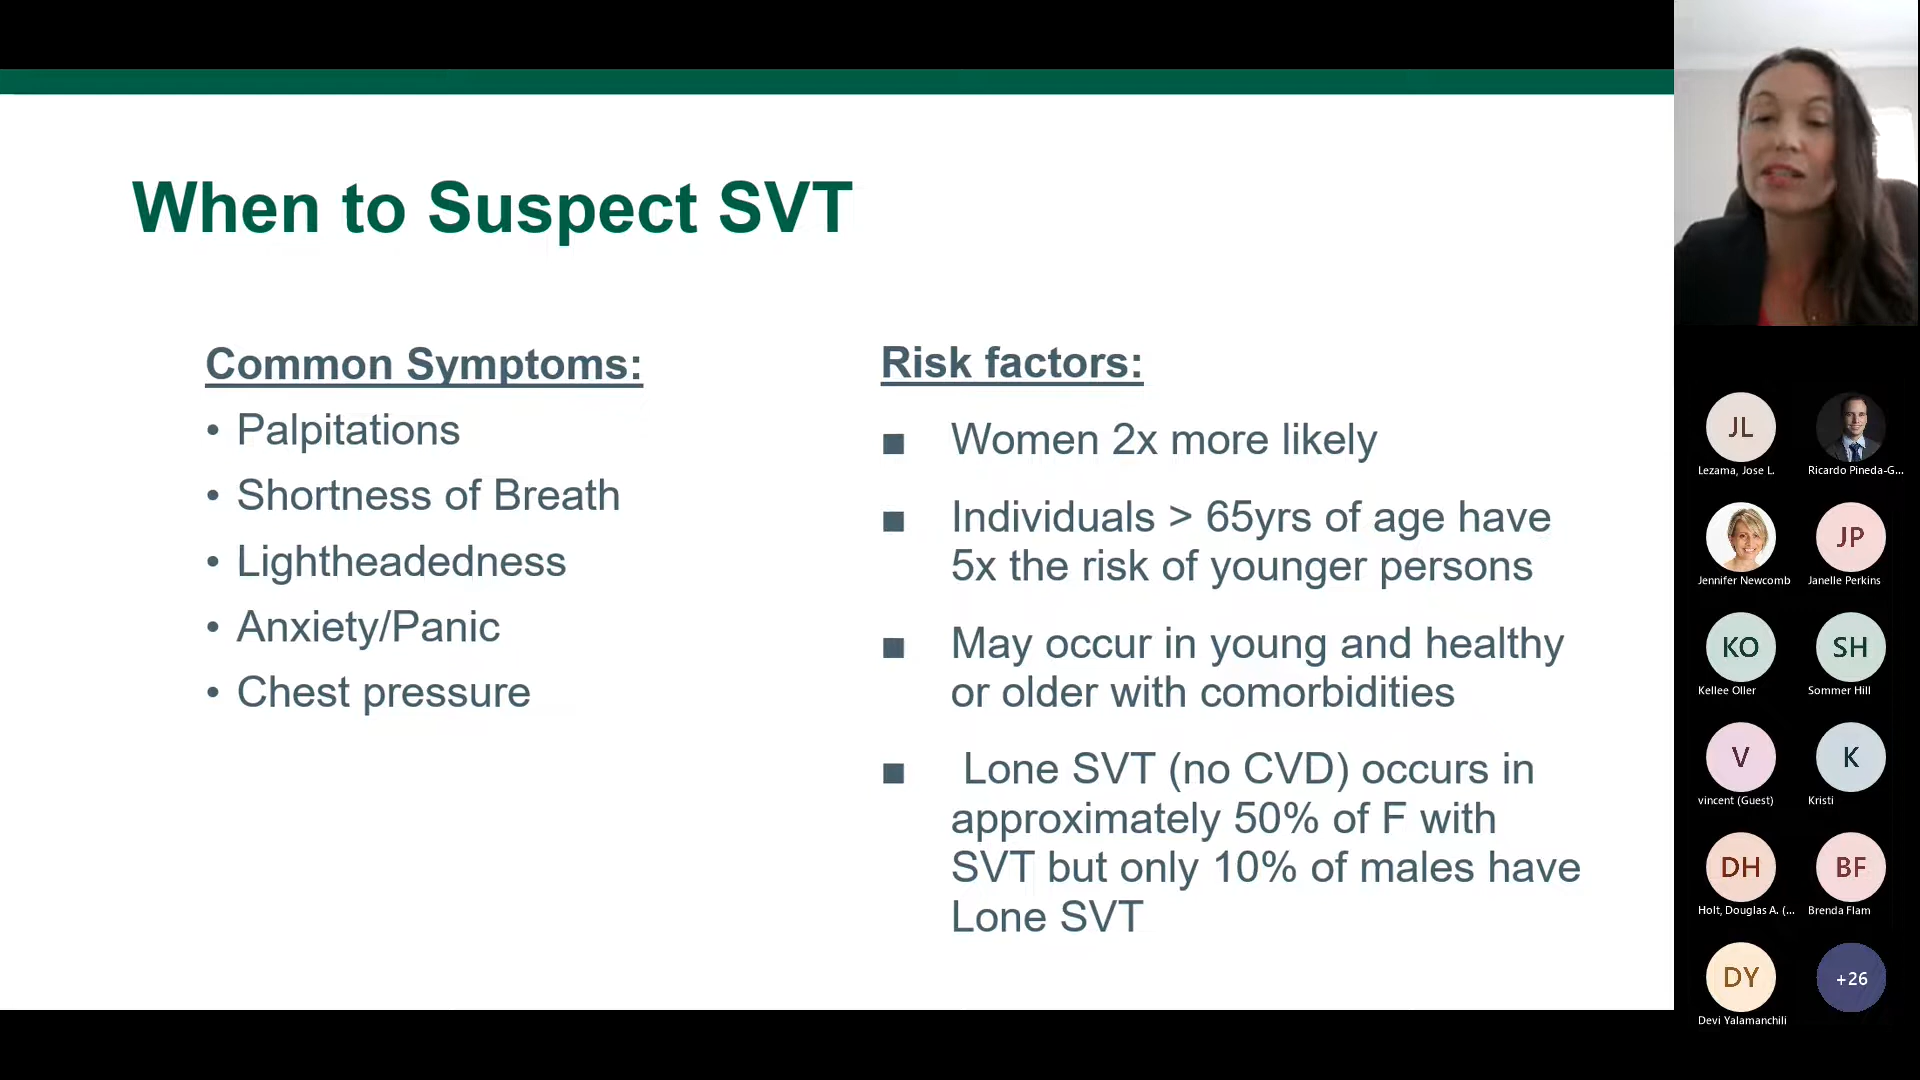 When to Suspect SVT
Common Symptoms:
• Palpitations
• Shortness of Breath
• Lightheadedness
• Anxiety/Panic
• Chest pressure
Risk factors:
■ Women 2x more likely
■ Individuals > 65yrs of age have
5x the risk of younger persons
■ May occur in young and healthy
or older with comorbidities
■ Lone SVT (no CVD) occurs in
approximately 50% of F with
SVT but only 10% of males have
Lone SVT
JL
Lezama, Jose L.
Ricardo Pineda-G...
Jennifer Newcomb
JP
Janelle Perkins
KO
Kellee Oller
SH
Sommer Hill
V
vincent (Guest)
K
Kristi
DH
Holt, Douglas A. (...
BF
Brenda Flam
DY
Devi Yalamanchili
+26